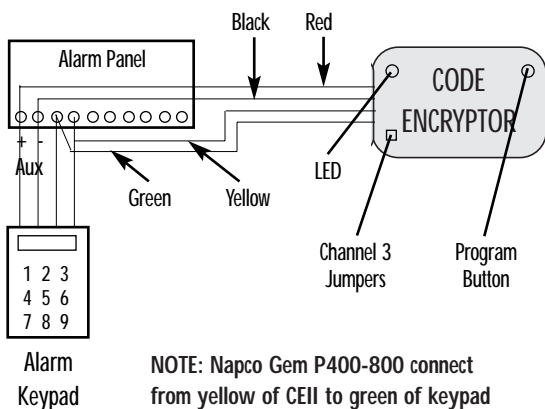 Black
Red
Alarm Panel
CODE
ENCRYPTOR
+ -
Aux
Green
Yellow
LED
Channel 3
Jumpers
Program
Button
1 2 3
4 5 6
7 8 9
Alarm
Keypad
NOTE: Napco Gem P400-800 connect
from yellow of CEII to green of keypad